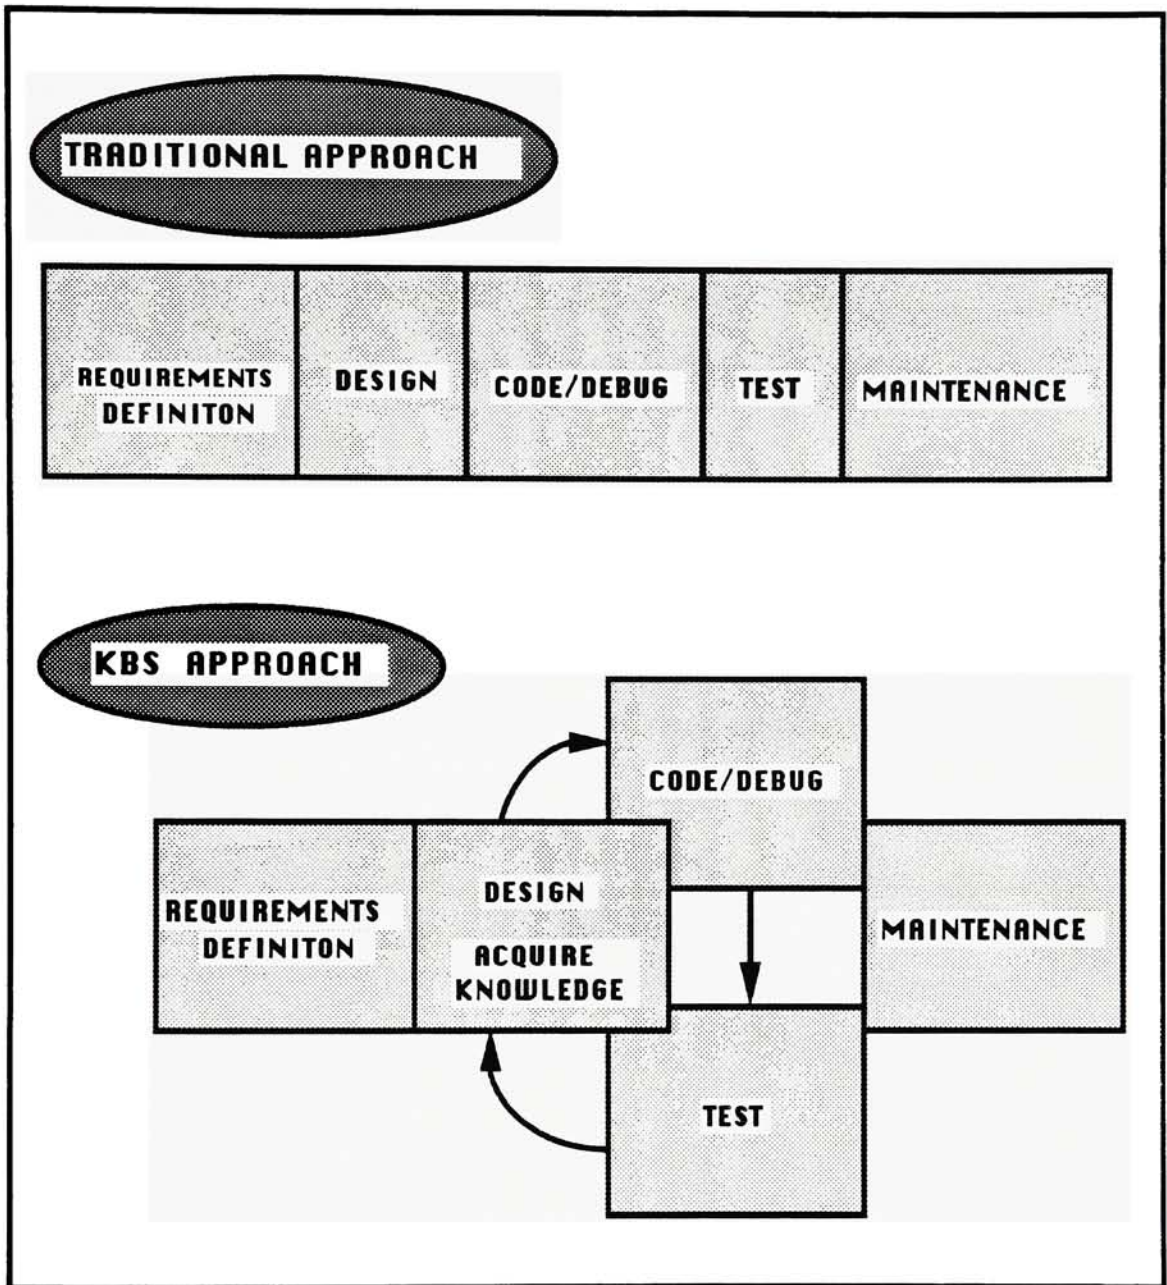 TRADITIONAL APPROACH
REQUIREMENTS
DEFINITON
DESIGN
CODE/DEBUG
TEST
MAINTENANCE
KBS APPROACH
CODE/DEBUG
REQUIREMENTS
DEFINITON
DESIGN
ACQUIRE
KNOWLEDGE
MAINTENANCE
TEST